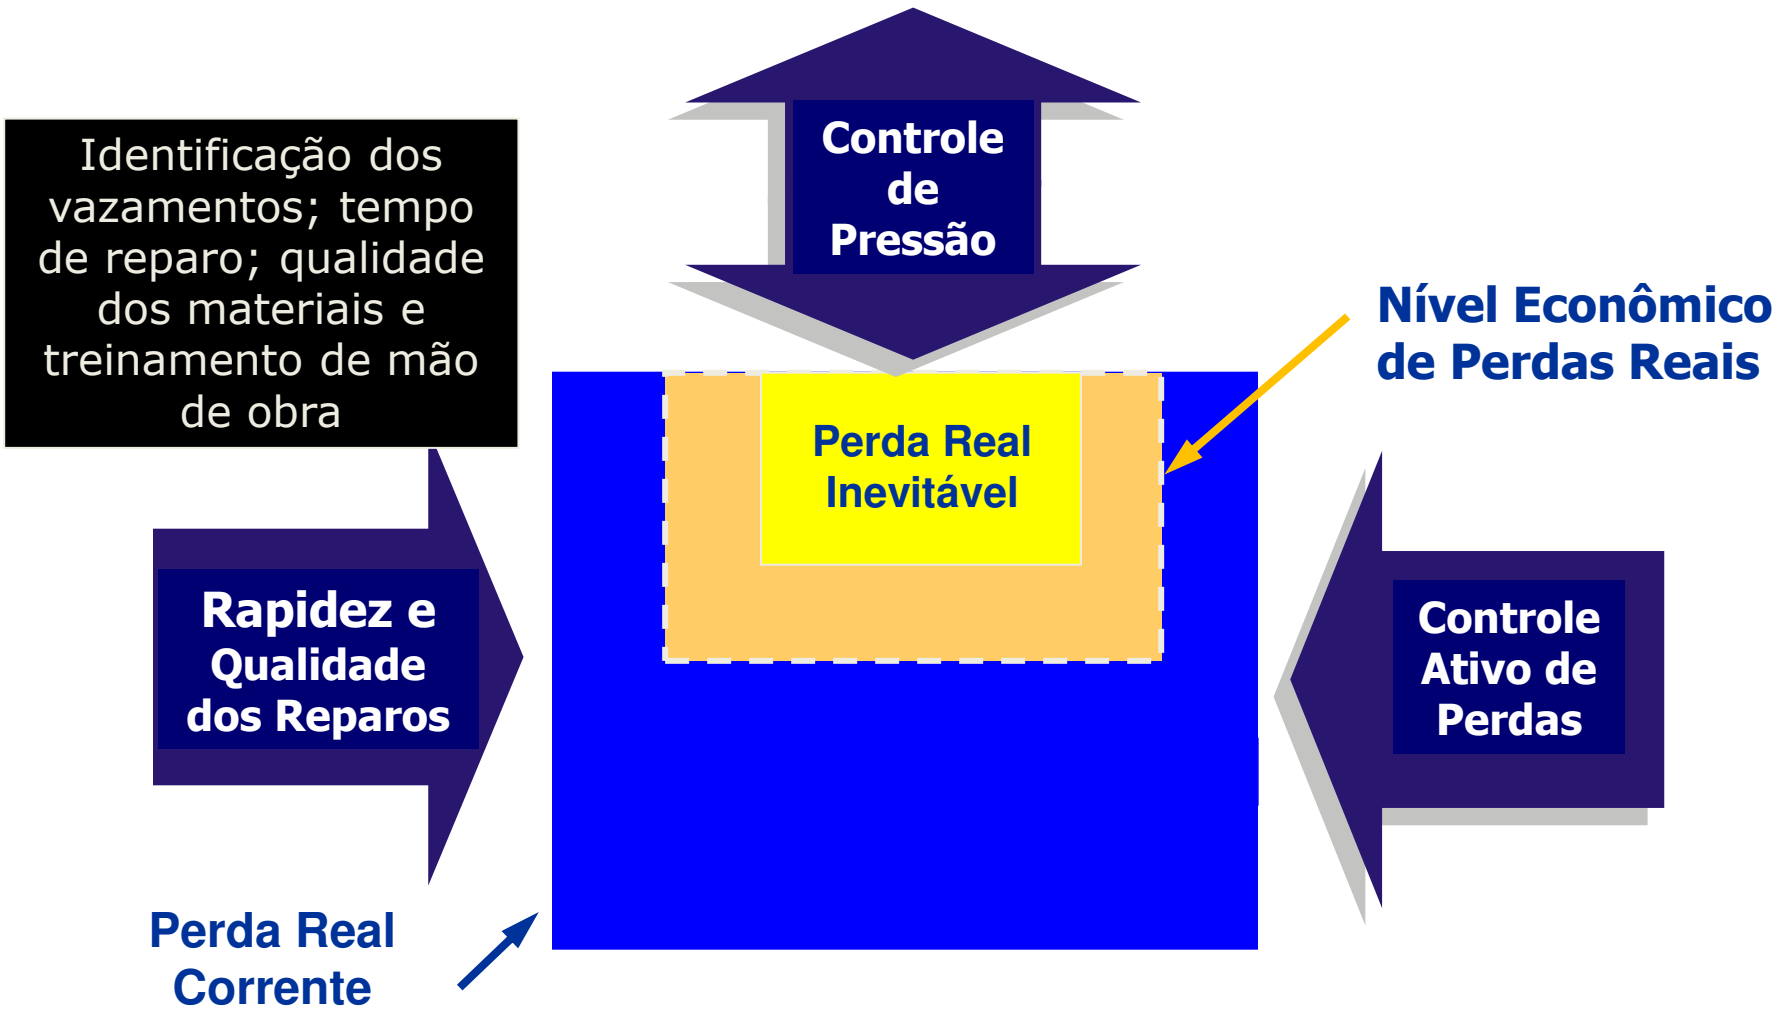 Controle
de
Pressão
Identificação dos
vazamentos; tempo
de reparo; qualidade
dos materiais e
treinamento de mão
de obra
Nível Econômico
de Perdas Reais
Perda Real
Inevitável
Rapidez e
Qualidade
dos Reparos
Controle
Ativo de
Perdas
Perda Real
Corrente